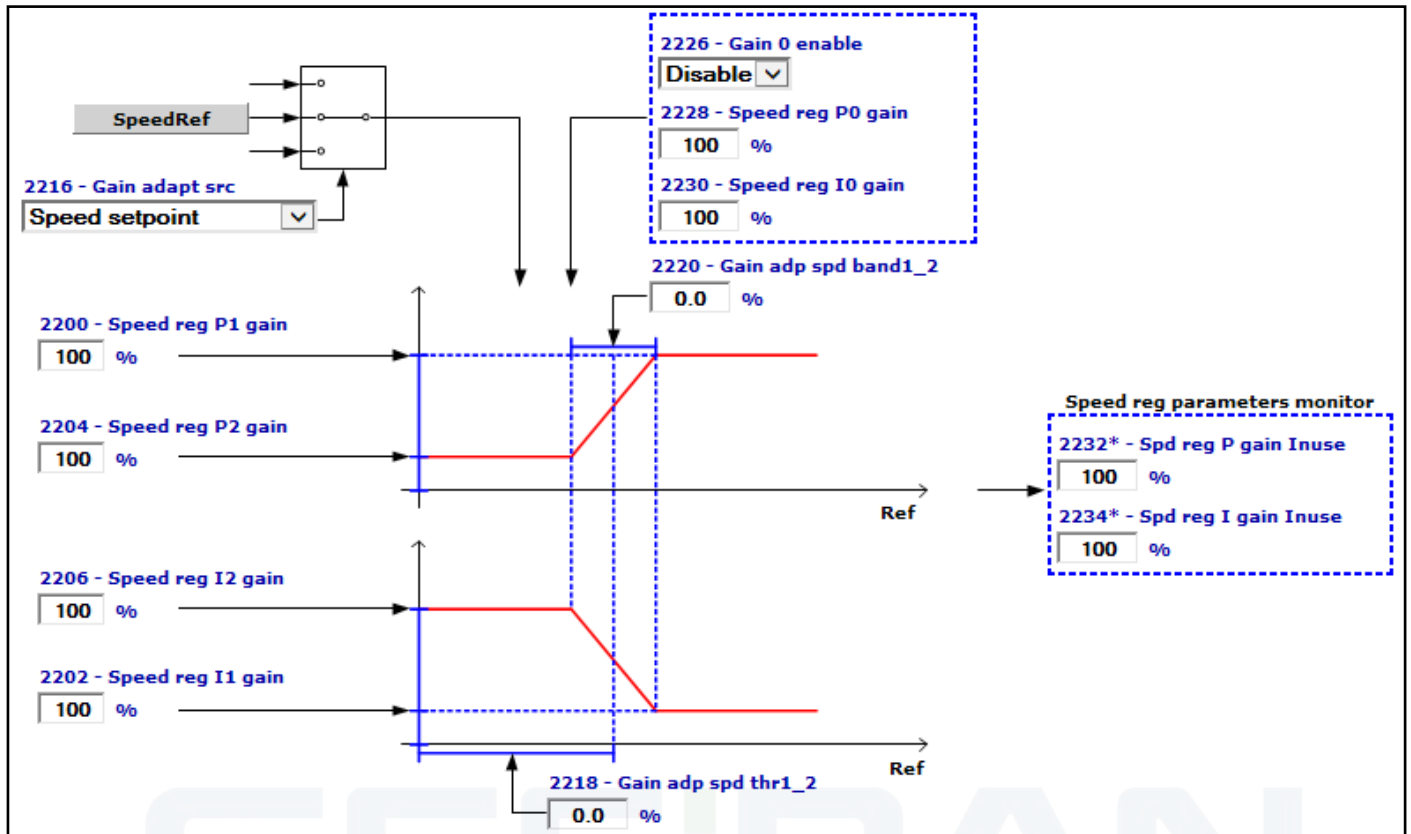 2226 - Gain 0 enable
Disable
2228 - Speed reg P0 gain
100 %
2230 - Speed reg I0 gain
100 %
SpeedRef
2216 - Gain adapt src
Speed setpoint
2220 - Gain adp spd band1_2
0.0 %
2200 - Speed reg P1 gain
100 %
2204 - Speed reg P2 gain
100 %
Ref
Speed reg parameters monitor
2232* - Spd reg P gain Inuse
100 %
2234* - Spd reg I gain Inuse
100 %
2206 - Speed reg I2 gain
100 %
2202 - Speed reg I1 gain
100 %
Ref
2218 - Gain adp spd thr1_2
0.0 %